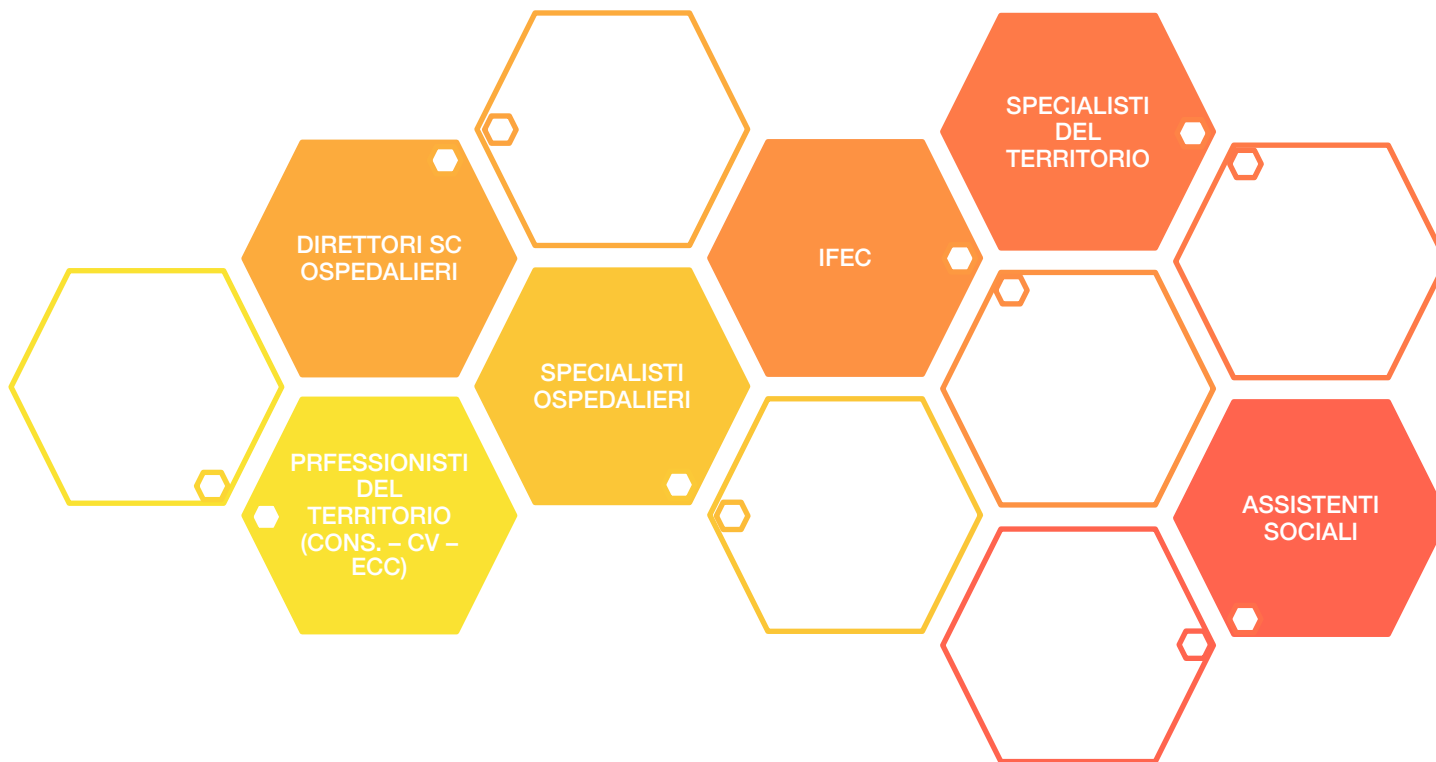 DIRETTORI SC
OSPEDALIERI
PRFESSIONISTI
DEL
TERRITORIO
(CONS. – CV –
ECC)
SPECIALISTI
OSPEDALIERI
IFEC
SPECIALISTI
DEL
TERRITORIO
ASSISTENTI
SOCIALI